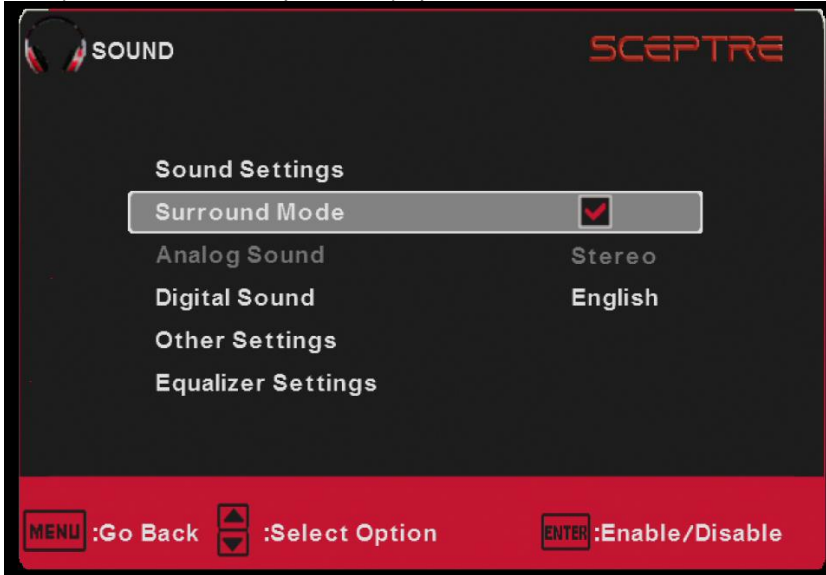 SOUND
SCEPTRE
Sound Settings
Surround Mode
Analog Sound Stereo
Digital Sound English
Other Settings
Equalizer Settings
MENU :Go Back :Select Option ENTER :Enable/Disable